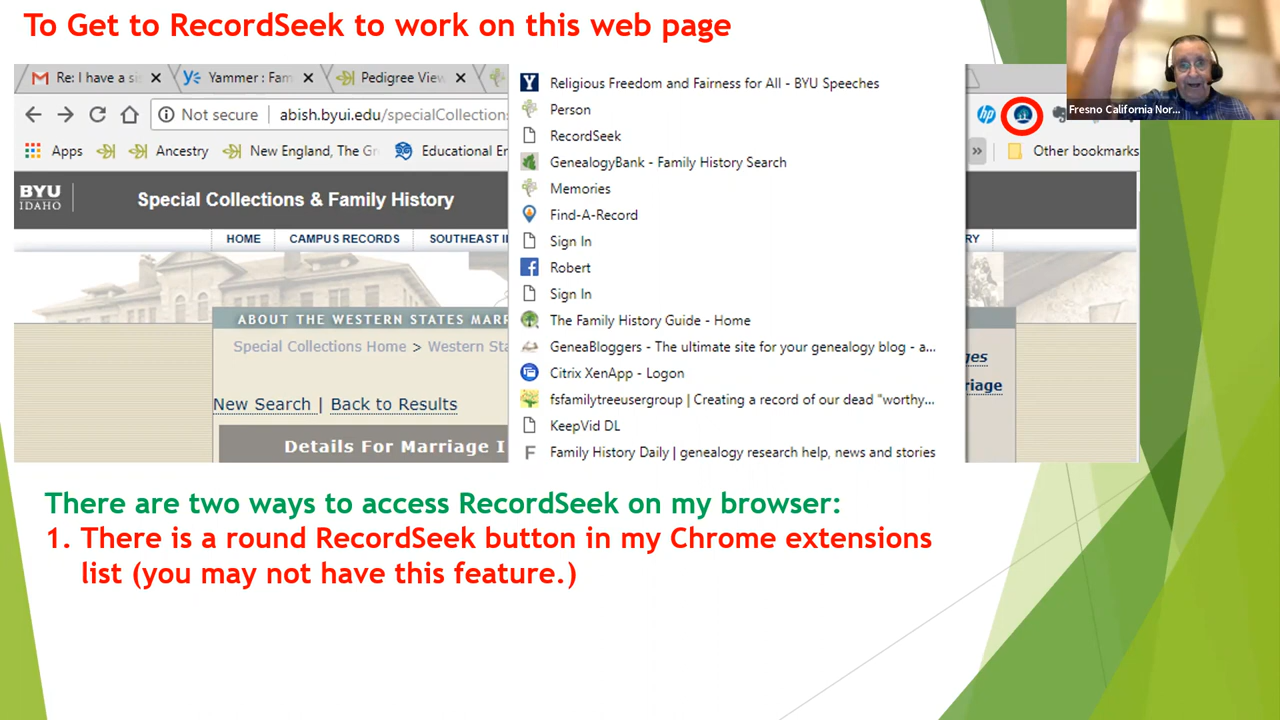 To Get to RecordSeek to work on this web page
Fresno California Nor...
Re: I have a si
Yammer : Fam
Pedigree View
Not secure
abish.byui.edu/specialCollections
Apps
Ancestry
New England, The Gr
Educational En
Other bookmarks
BYU
IDAHO
Special Collections & Family History
HOME
CAMPUS RECORDS
SOUTHEAST I
RY
ABOUT THE WESTERN STATES MARR
Special Collections Home > Western Sta
New Search | Back to Results
Details For Marriage I
ges
riage
Religious Freedom and Fairness for All - BYU Speeches
Person
RecordSeek
GenealogyBank - Family History Search
Memories
Find-A-Record
Sign In
Robert
Sign In
The Family History Guide - Home
GeneaBloggers - The ultimate site for your genealogy blog - a...
Citrix XenApp - Logon
fsfamilytreeusergroup | Creating a record of our dead "worthy...
KeepVid DL
Family History Daily | genealogy research help, news and stories
There are two ways to access RecordSeek on my browser:
1. There is a round RecordSeek button in my Chrome extensions
list (you may not have this feature.)